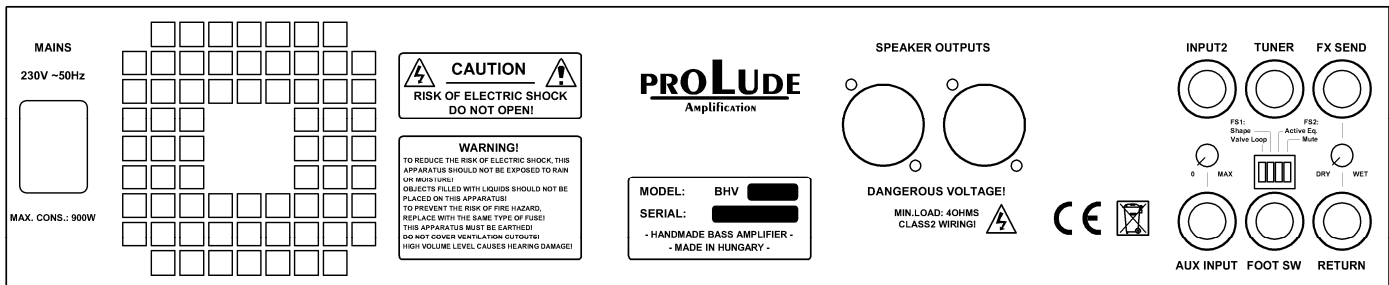 MAINS
230V ~50Hz
MAX. CONS.: 900W
CAUTION
RISK OF ELECTRIC SHOCK
DO NOT OPEN!
WARNING!
TO REDUCE THE RISK OF ELECTRIC SHOCK, THIS
APPARATUS SHOULD NOT BE EXPOSED TO RAIN
OR MOISTURE!
OBJECTS FILLED WITH LIQUIDS SHOULD NOT BE
PLACED ON THIS APPARATUS!
TO PREVENT THE RISK OF FIRE HAZARD,
REPLACE WITH THE SAME TYPE OF FUSE!
THIS APPARATUS MUST BE EARTHED!
DO NOT COVER VENTILATION CUTOUTS!
HIGH VOLUME LEVEL CAUSES HEARING DAMAGE!
PROLUDE
Amplification
MODEL: BHV
SERIAL:
- HANDMADE BASS AMPLIFIER -
- MADE IN HUNGARY -
SPEAKER OUTPUTS
DANGEROUS VOLTAGE!
MIN.LOAD: 4OHMS
CLASS2 WIRING!
CE
INPUT2 TUNER FX SEND
FS1: FS2:
Shape Active Eq.
Valve Loop Mute
0 MAX DRY WET
AUX INPUT FOOT SW RETURN